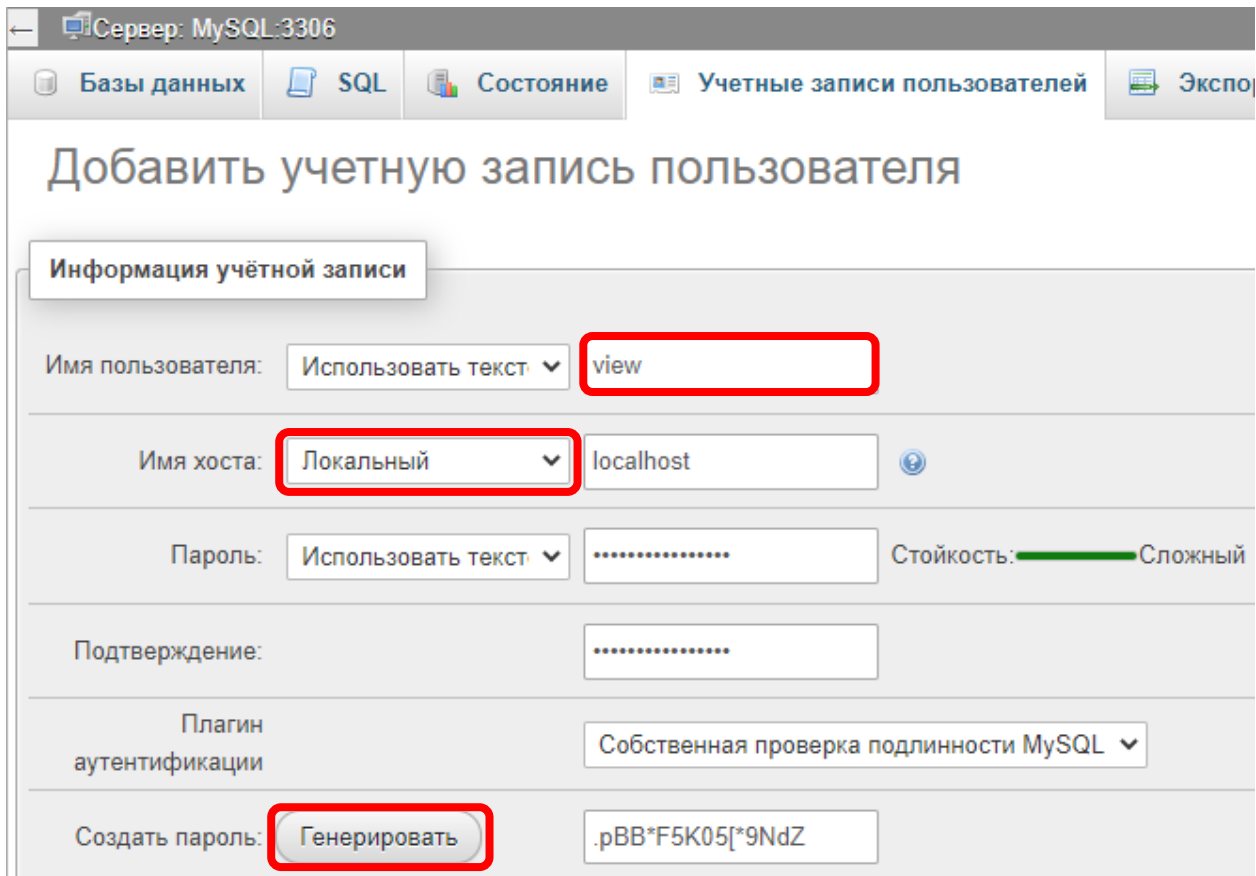 Сервер: MySQL:3306
Базы данных SQL Состояние Учетные записи пользователей Экспор
Добавить учетную запись пользователя
Информация учётной записи
Имя пользователя: Использовать текст view
Имя хоста: Локальный localhost
Пароль: Использовать текст •••••••••••••••• Стойкость: Сложный
Подтверждение: ••••••••••••••••
Плагин
аутентификации
Собственная проверка подлинности MySQL
Создать пароль: Генерировать .pBB*F5K05[*9NdZ